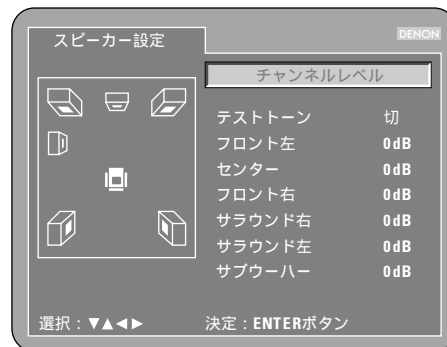 スピーカー設定
DENON
チャンネルレベル
テストトーン 切
フロント左 0dB
センター 0dB
フロント右 0dB
サラウンド右 0dB
サラウンド左 0dB
サブウーハー 0dB
選択：▼▲◀▶ 決定：ENTERボタン